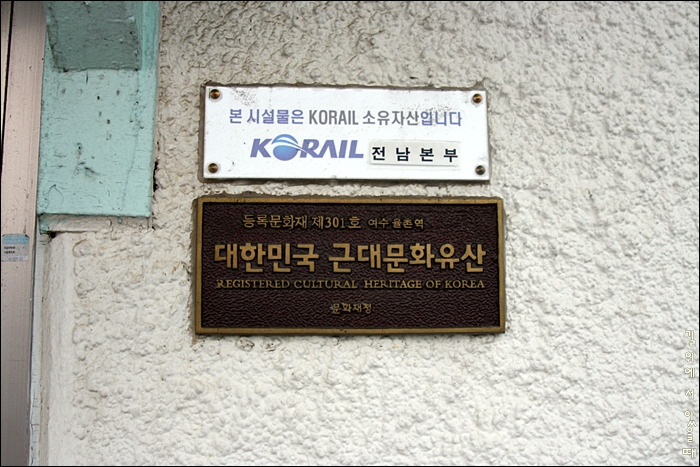 본 시설물은 KORAIL 소유자산입니다
KORAIL 전남본부
등록문화재 제301호 여수 율촌역
대한민국 근대문화유산
REGISTERED CULTURAL HERITAGE OF KOREA
문화재청